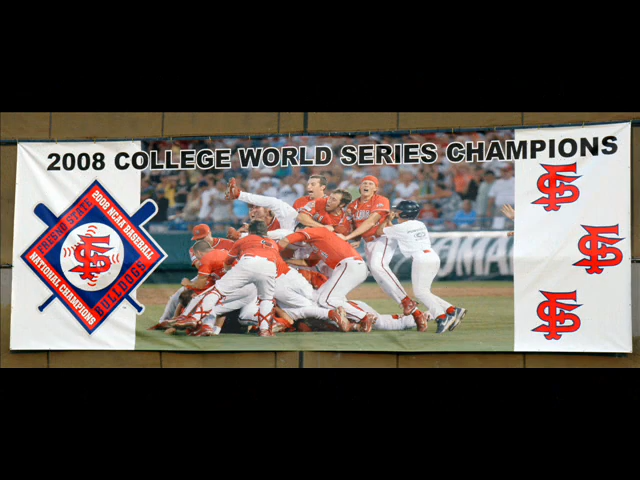 2008 COLLEGE WORLD SERIES CHAMPIONS
FRESNO STATE
2008 NCAA BASEBALL
NATIONAL CHAMPIONS
BULLDOGS
FS
FS
FS
FS